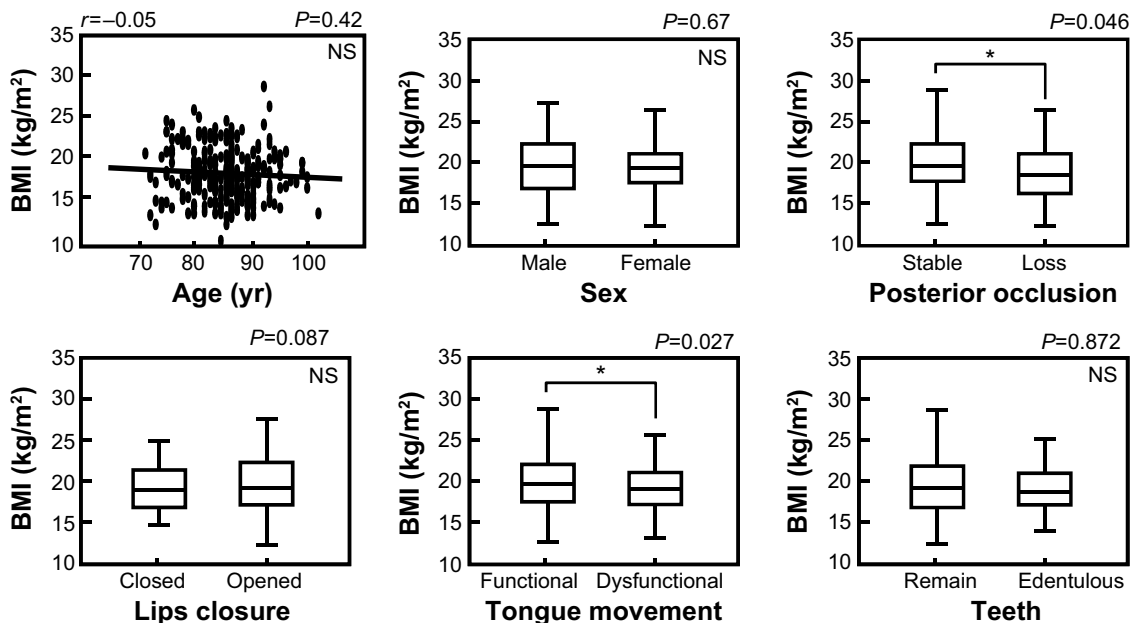 r=–0.05 P=0.42
NS
BMI (kg/m²)
35
30
25
20
15
10
70 80 90 100
Age (yr)
P=0.67
NS
BMI (kg/m²)
35
30
25
20
15
10
Male Female
Sex
P=0.046
*
BMI (kg/m²)
35
30
25
20
15
10
Stable Loss
Posterior occlusion
P=0.087
NS
BMI (kg/m²)
35
30
25
20
15
10
Closed Opened
Lips closure
P=0.027
*
BMI (kg/m²)
35
30
25
20
15
10
Functional Dysfunctional
Tongue movement
P=0.872
NS
BMI (kg/m²)
35
30
25
20
15
10
Remain Edentulous
Teeth